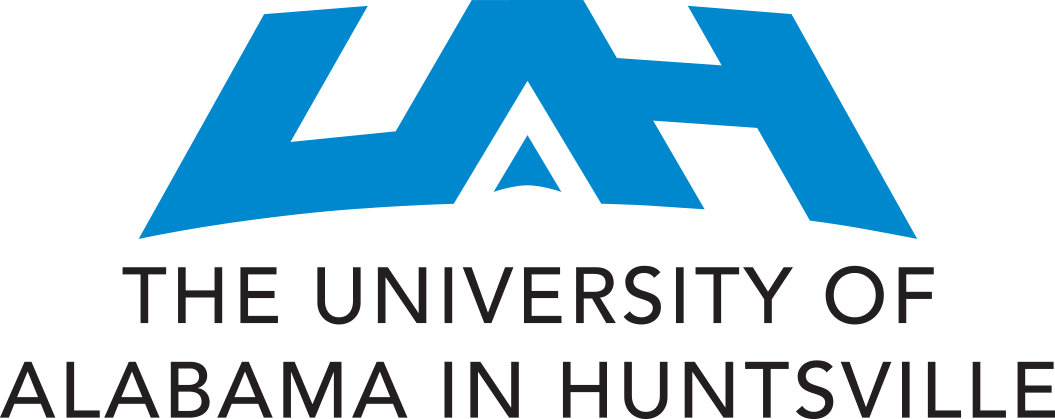 UAH
THE UNIVERSITY OF
ALABAMA IN HUNTSVILLE